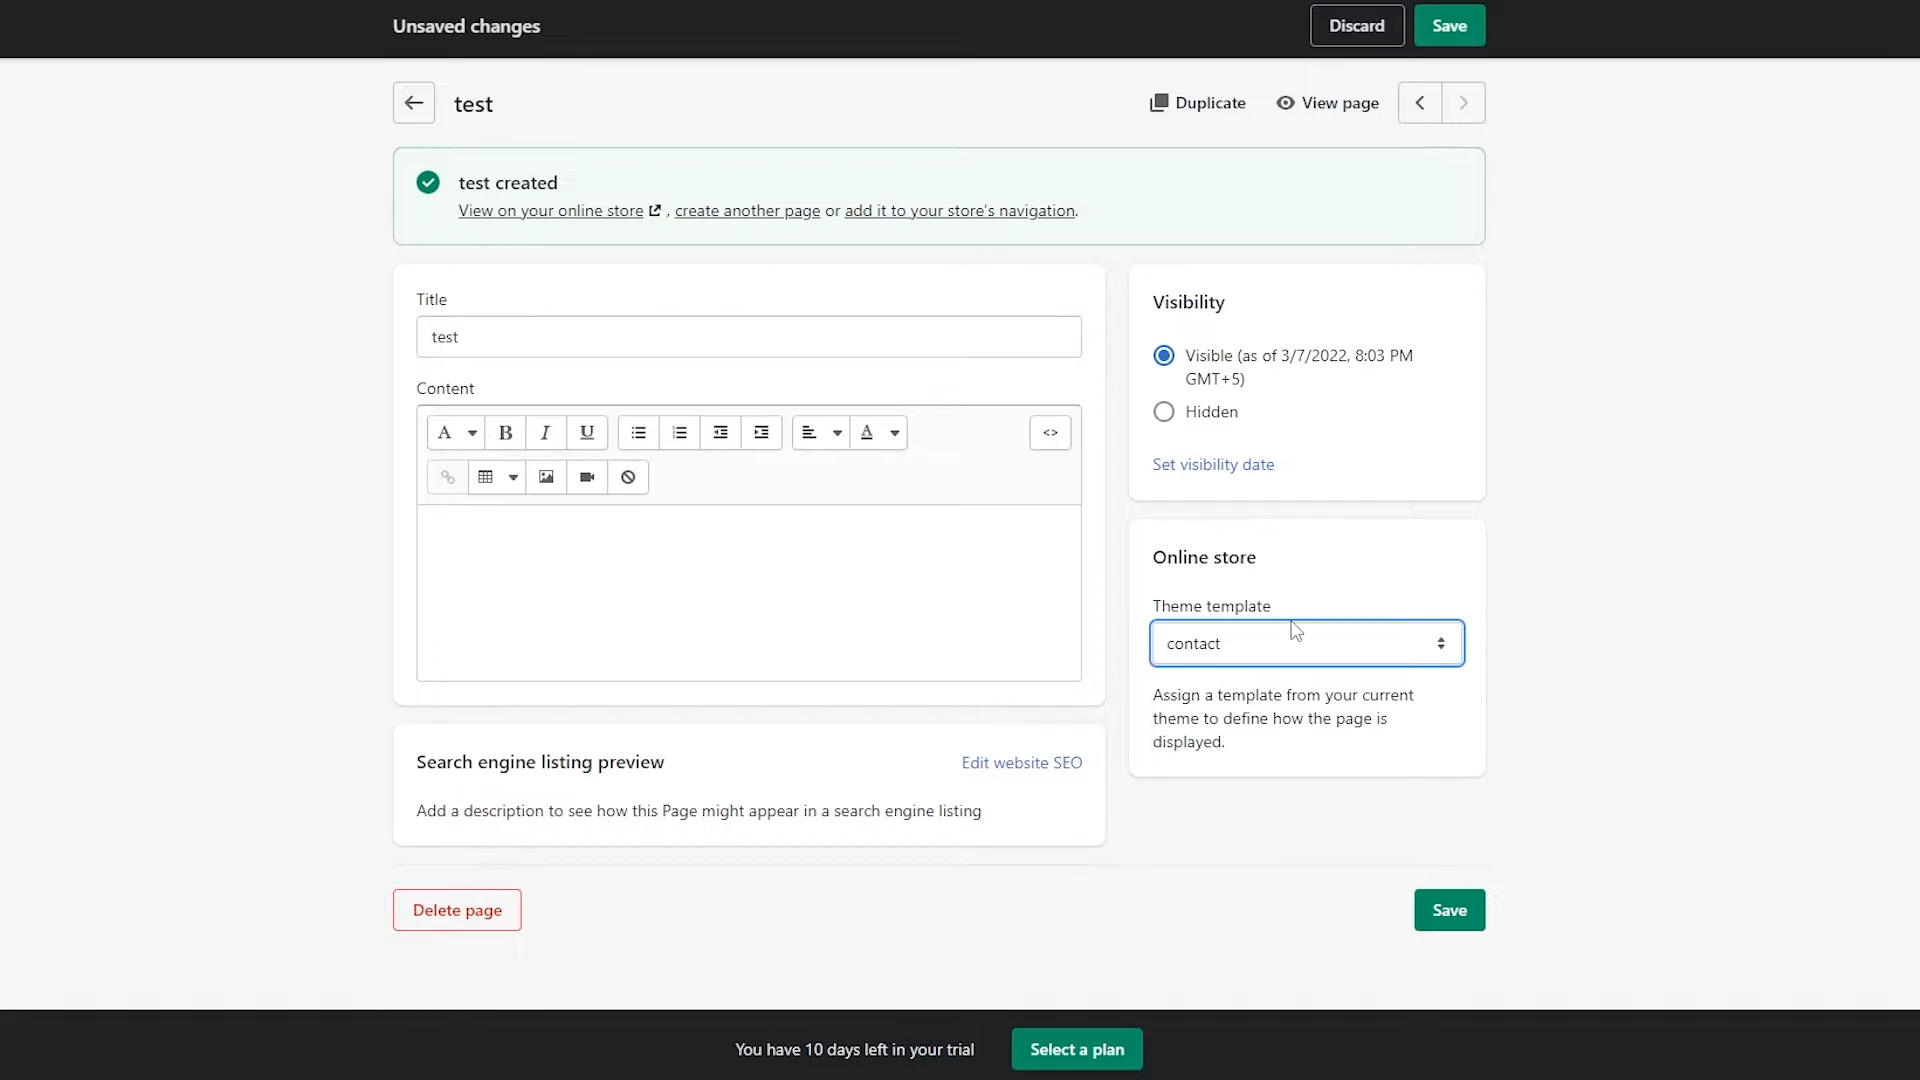 Unsaved changes
Discard
Save
test
Duplicate
View page
test created
View on your online store , create another page or add it to your store's navigation.
Title
test
Content
A B I U A <>
Search engine listing preview
Edit website SEO
Add a description to see how this Page might appear in a search engine listing
Visibility
Visible (as of 3/7/2022, 8:03 PM
GMT+5)
Hidden
Set visibility date
Online store
Theme template
contact
Assign a template from your current
theme to define how the page is
displayed.
Delete page
Save
You have 10 days left in your trial
Select a plan